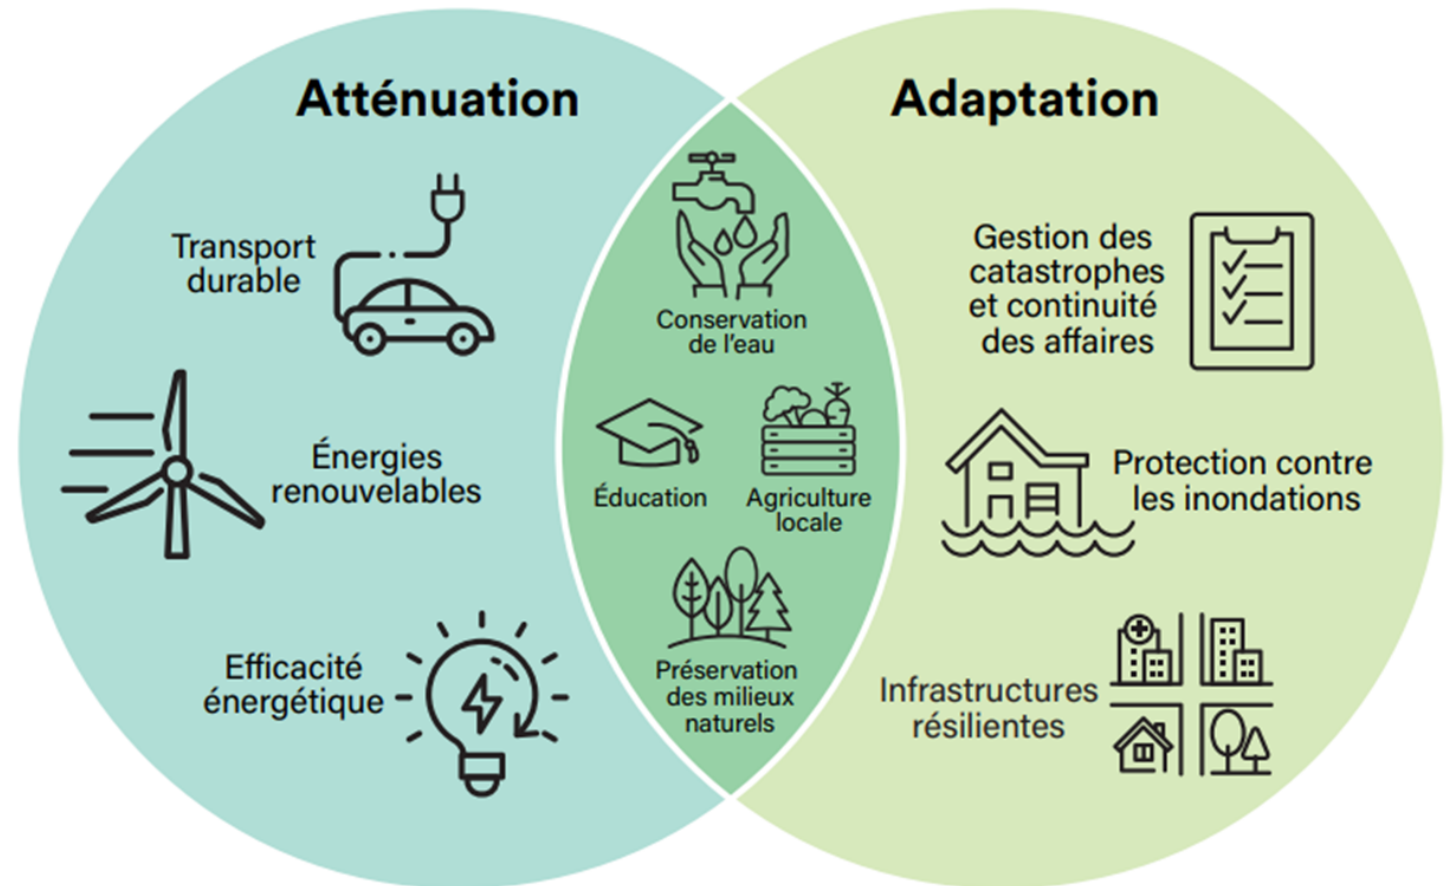 Atténuation
Adaptation
Transport
durable
Énergies
renouvelables
Efficacité
énergétique
Conservation
de l'eau
Éducation
Agriculture
locale
Préservation
des milieux
naturels
Gestion des
catastrophes
et continuité
des affaires
Protection contre
les inondations
Infrastructures
résilientes